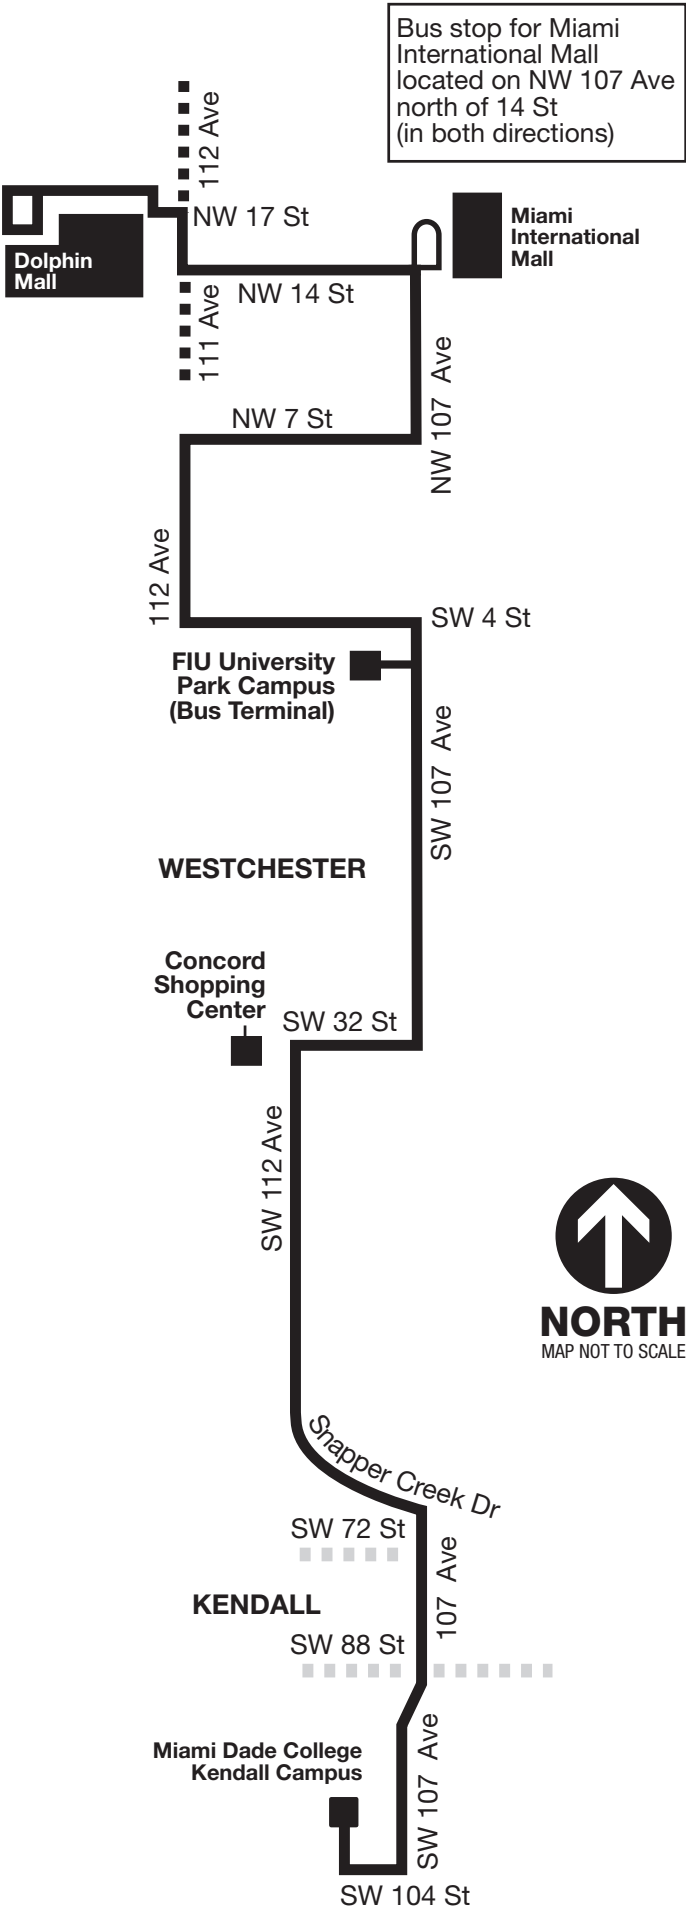 Bus stop for Miami
International Mall
located on NW 107 Ave
north of 14 St
(in both directions)
112 Ave
NW 17 St
Miami
International
Mall
Dolphin
Mall
NW 14 St
111 Ave
NW 107 Ave
NW 7 St
112 Ave
SW 4 St
FIU University
Park Campus
(Bus Terminal)
SW 107 Ave
WESTCHESTER
Concord
Shopping
Center
SW 32 St
SW 112 Ave
NORTH
MAP NOT TO SCALE
Snapper Creek Dr
SW 72 St
107 Ave
KENDALL
SW 88 St
Miami Dade College
Kendall Campus
SW 107 Ave
SW 104 St